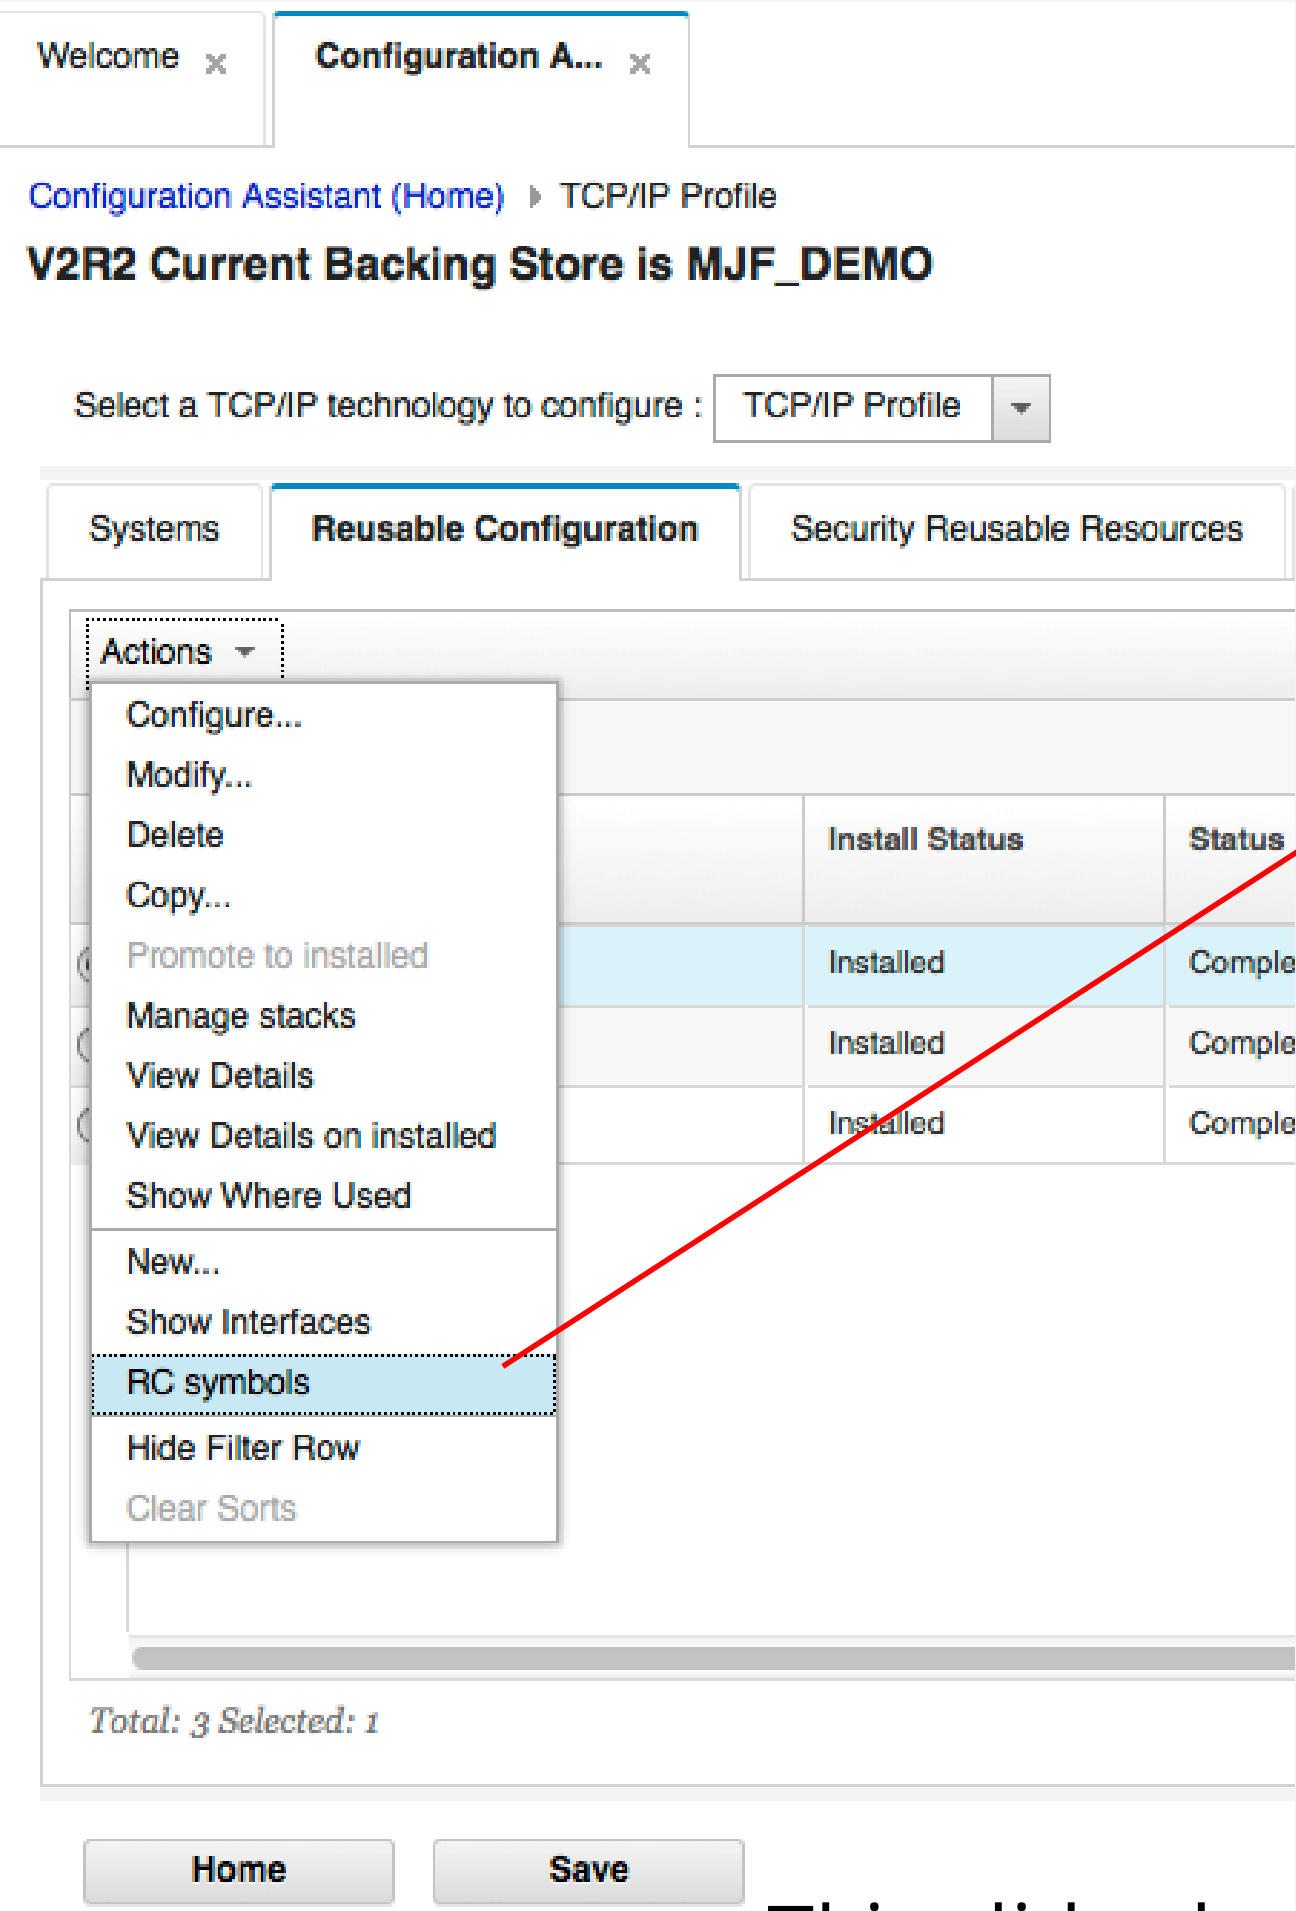 Welcome
Configuration A...
Configuration Assistant (Home) TCP/IP Profile
V2R2 Current Backing Store is MJF_DEMO
Select a TCP/IP technology to configure : TCP/IP Profile
Systems Reusable Configuration Security Reusable Resources
Actions
Configure...
Modify...
Delete
Copy...
Promote to installed
Manage stacks
View Details
View Details on installed
Show Where Used
New...
Show Interfaces
RC symbols
Hide Filter Row
Clear Sorts
Install Status Status
Installed Comple
Installed Comple
Installed Comple
Total: 3 Selected: 1
Home Save